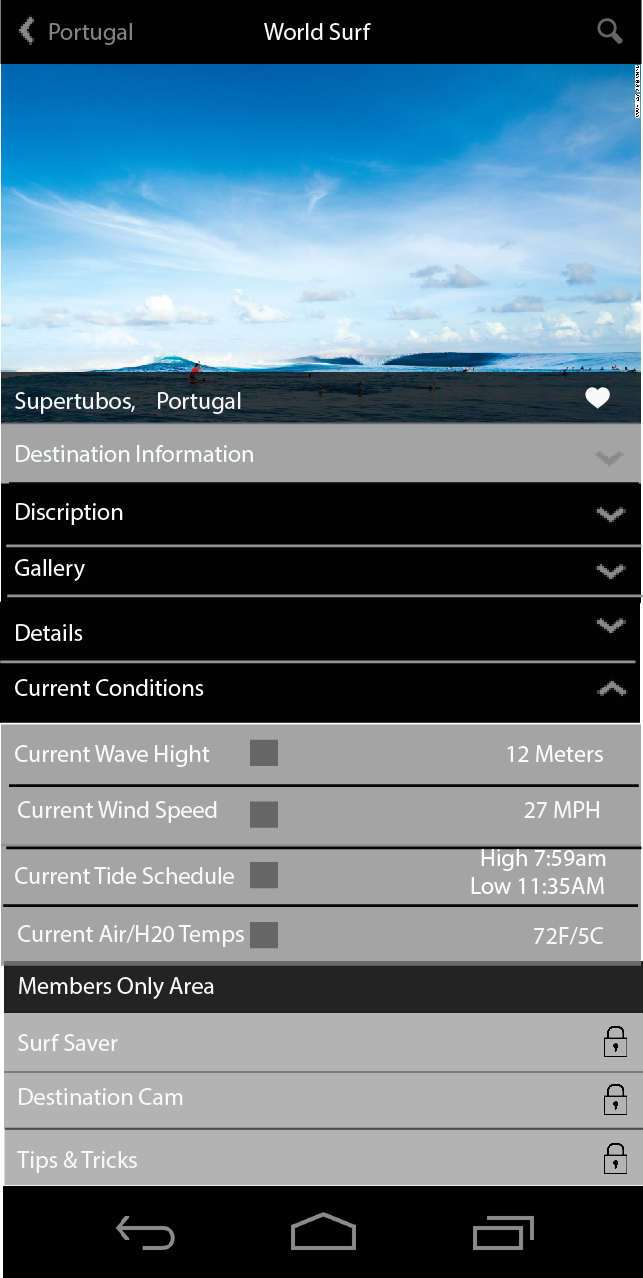 Portugal
World Surf
Supertubos, Portugal
Destination Information
Discription
Gallery
Details
Current Conditions
Current Wave Hight
12 Meters
Current Wind Speed
27 MPH
Current Tide Schedule
High 7:59am
Low 11:35AM
Current Air/H20 Temps
72F/5C
Members Only Area
Surf Saver
Destination Cam
Tips & Tricks